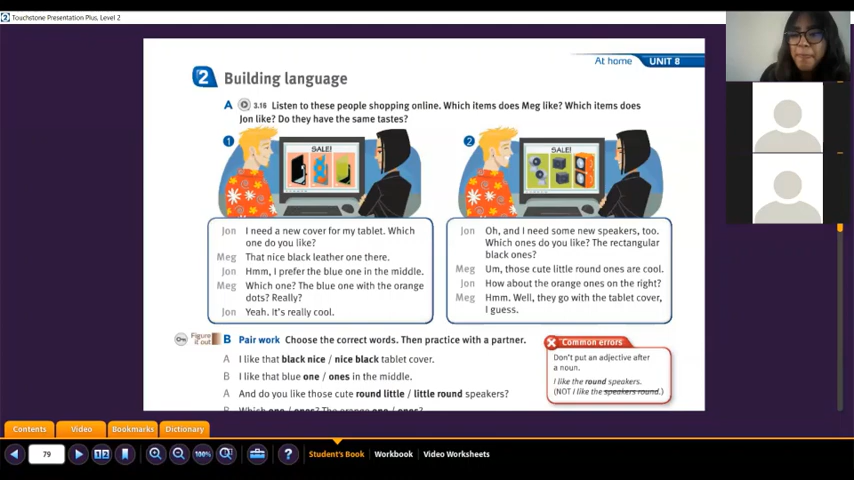 Touchstone Presentation Plus, Level 2
At home UNIT 8
2 Building language
A 3.16 Listen to these people shopping online. Which items does Meg like? Which items does
Jon like? Do they have the same tastes?
1
SALE!
2
SALE!
Jon I need a new cover for my tablet. Which
one do you like?
Meg That nice black leather one there.
Jon Hmm, I prefer the blue one in the middle.
Meg Which one? The blue one with the orange
dots? Really?
Jon Yeah. It's really cool.
Jon Oh, and I need some new speakers, too.
Which ones do you like? The rectangular
black ones?
Meg Um, those cute little round ones are cool.
Jon How about the orange ones on the right?
Meg Hmm. Well, they go with the tablet cover,
I guess.
Figure
it out
B Pair work Choose the correct words. Then practice with a partner.
A I like that black nice / nice black tablet cover.
B I like that blue one / ones in the middle.
A And do you like those cute round little / little round speakers?
B Which one / ones? The orange one / ones?
Common errors
Don't put an adjective after
a noun.
I like the round speakers.
(NOT I like the speakers round.)
Contents Video Bookmarks Dictionary
79 1 2 100% ? Student's Book Workbook Video Worksheets